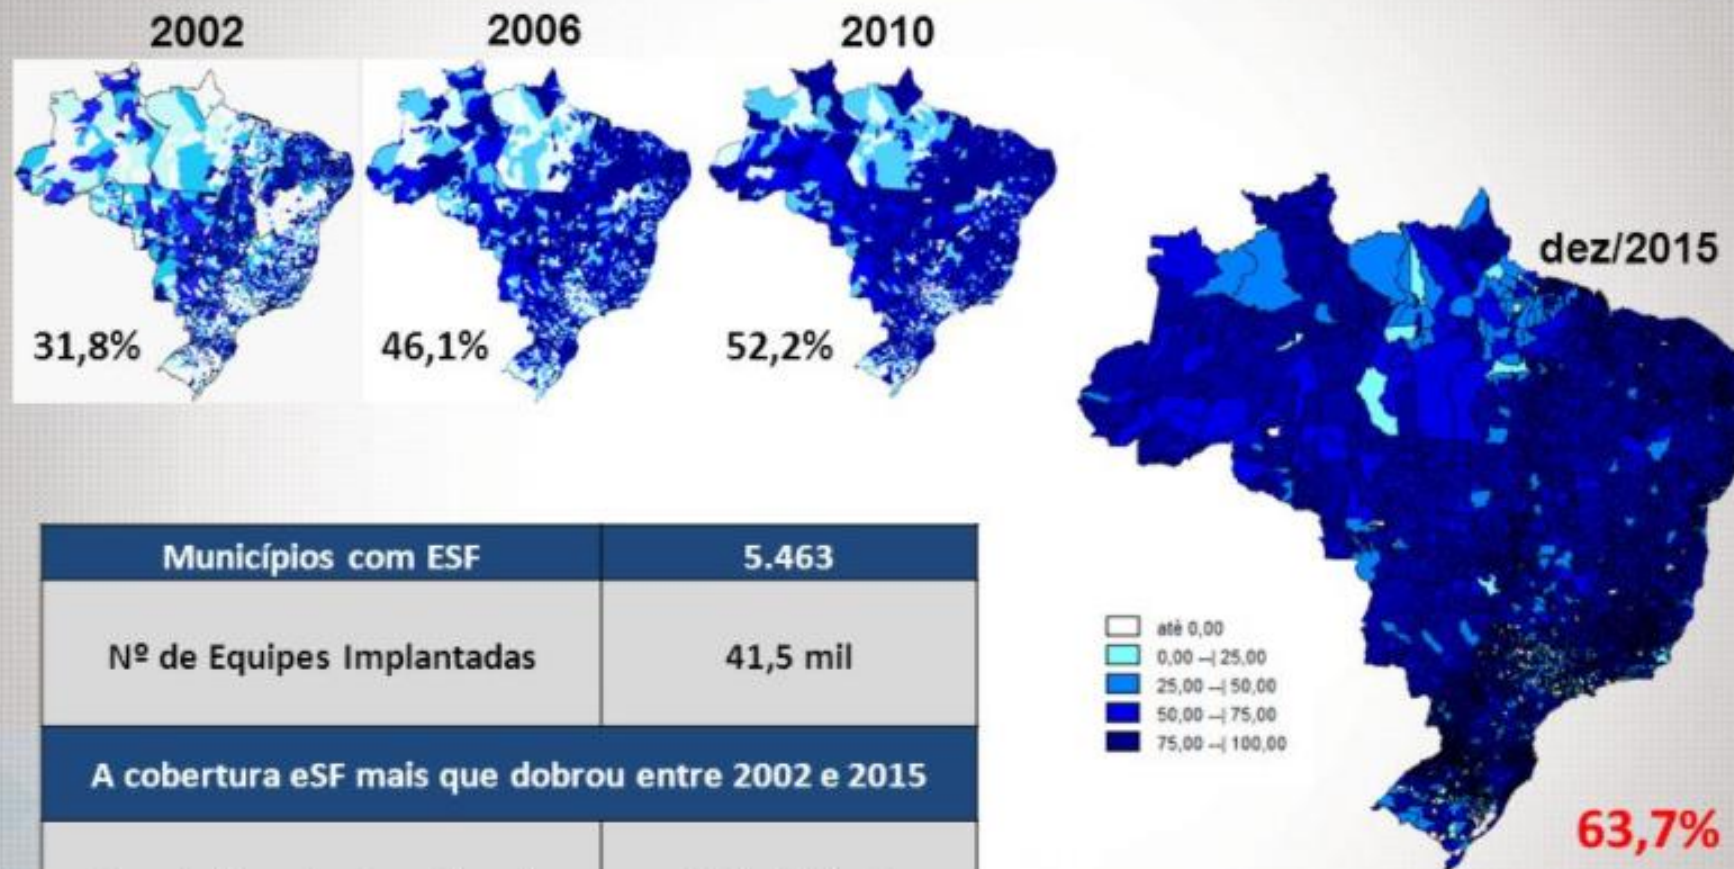 2002
2006
2010
31,8%
46,1%
52,2%
dez/2015
Municípios com ESF 5.463
Nº de Equipes Implantadas 41,5 mil
A cobertura eSF mais que dobrou entre 2002 e 2015
até 0,00
0,00 --| 25,00
25,00 --| 50,00
50,00 --| 75,00
75,00 --| 100,00
63,7%